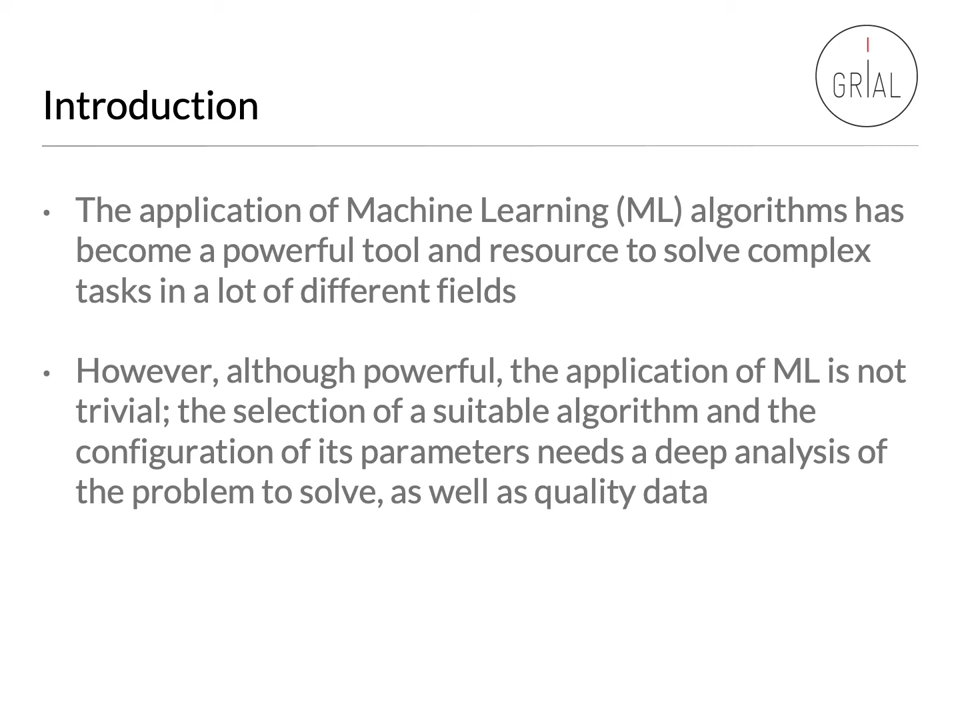 GRIAL
Introduction
• The application of Machine Learning (ML) algorithms has
become a powerful tool and resource to solve complex
tasks in a lot of different fields
• However, although powerful, the application of ML is not
trivial; the selection of a suitable algorithm and the
configuration of its parameters needs a deep analysis of
the problem to solve, as well as quality data